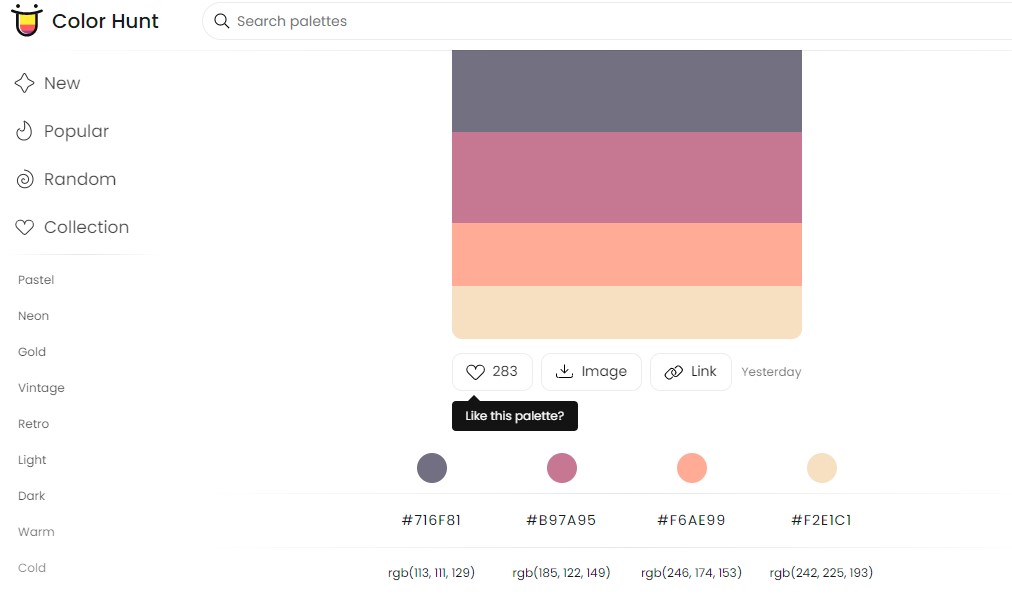 Color Hunt
Search palettes
New
Popular
Random
Collection
Pastel
Neon
Gold
Vintage
Retro
Light
Dark
Warm
Cold
283 Image Link Yesterday
Like this palette?
#716F81 #B97A95 #F6AE99 #F2E1C1
rgb(113, 111, 129) rgb(185, 122, 149) rgb(246, 174, 153) rgb(242, 225, 193)